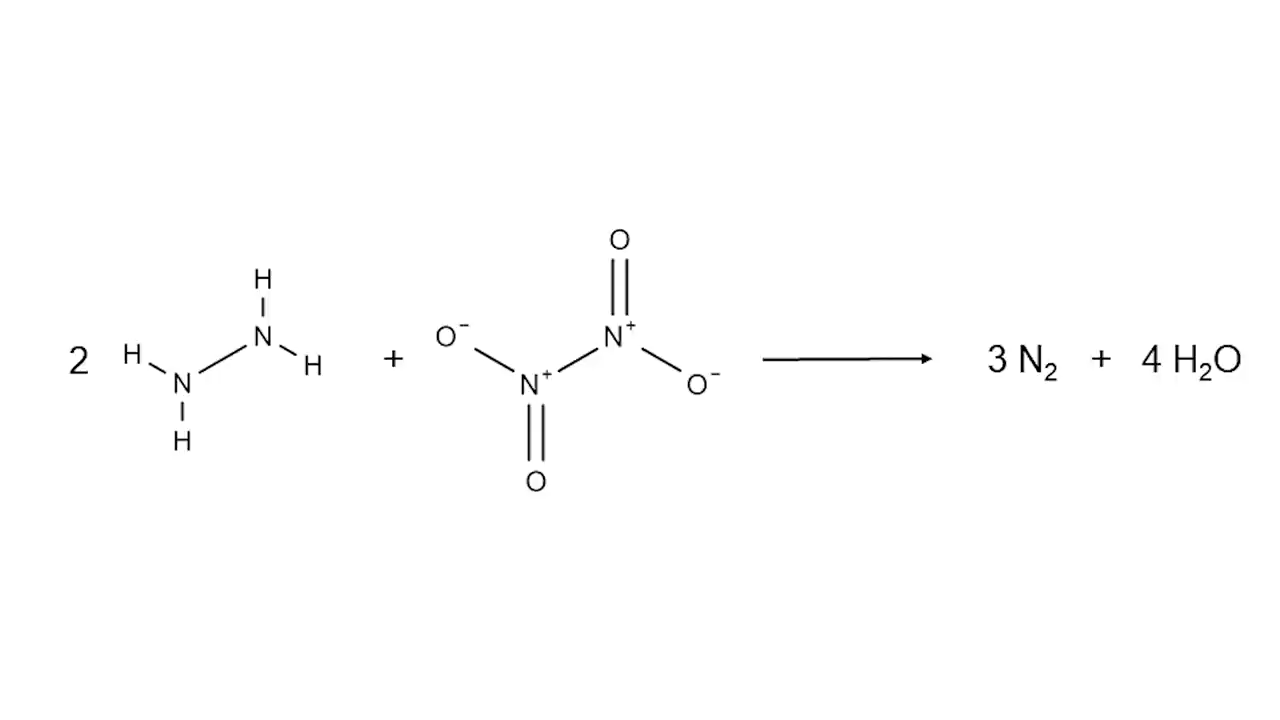 O
H
O⁻ N⁺
2 H N H + N⁺ O⁻ 3 N₂ + 4 H₂O
N
H
O